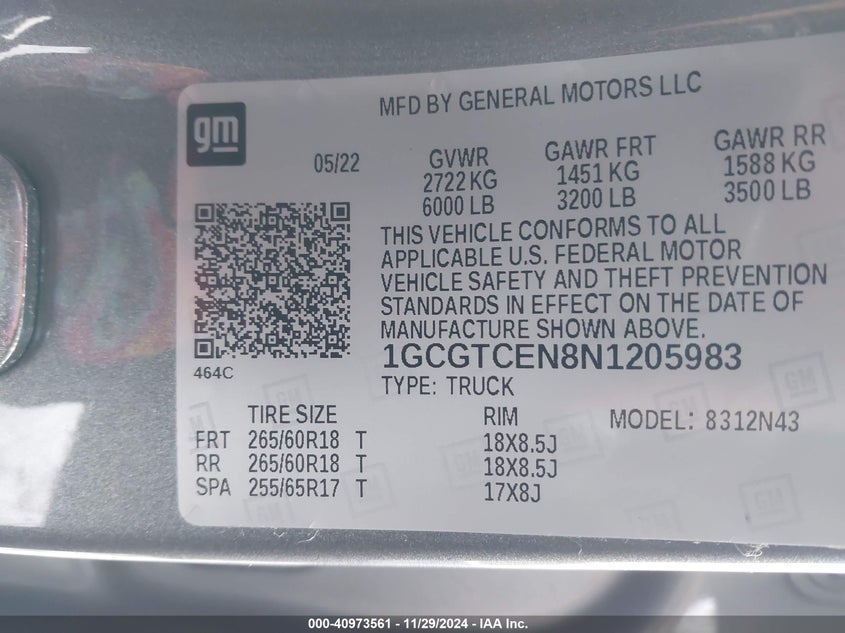 MFD BY GENERAL MOTORS LLC
gm
05/22 GVWR GAWR FRT GAWR RR
2722 KG 1451 KG 1588 KG
6000 LB 3200 LB 3500 LB
THIS VEHICLE CONFORMS TO ALL
APPLICABLE U.S. FEDERAL MOTOR
VEHICLE SAFETY AND THEFT PREVENTION
STANDARDS IN EFFECT ON THE DATE OF
MANUFACTURE SHOWN ABOVE.
464C
1GCGTCEN8N1205983
TYPE: TRUCK
TIRE SIZE RIM MODEL: 8312N43
FRT 265/60R18 T 18X8.5J
RR 265/60R18 T 18X8.5J
SPA 255/65R17 T 17X8J
000-40973561 - 11/29/2024 - IAA Inc.